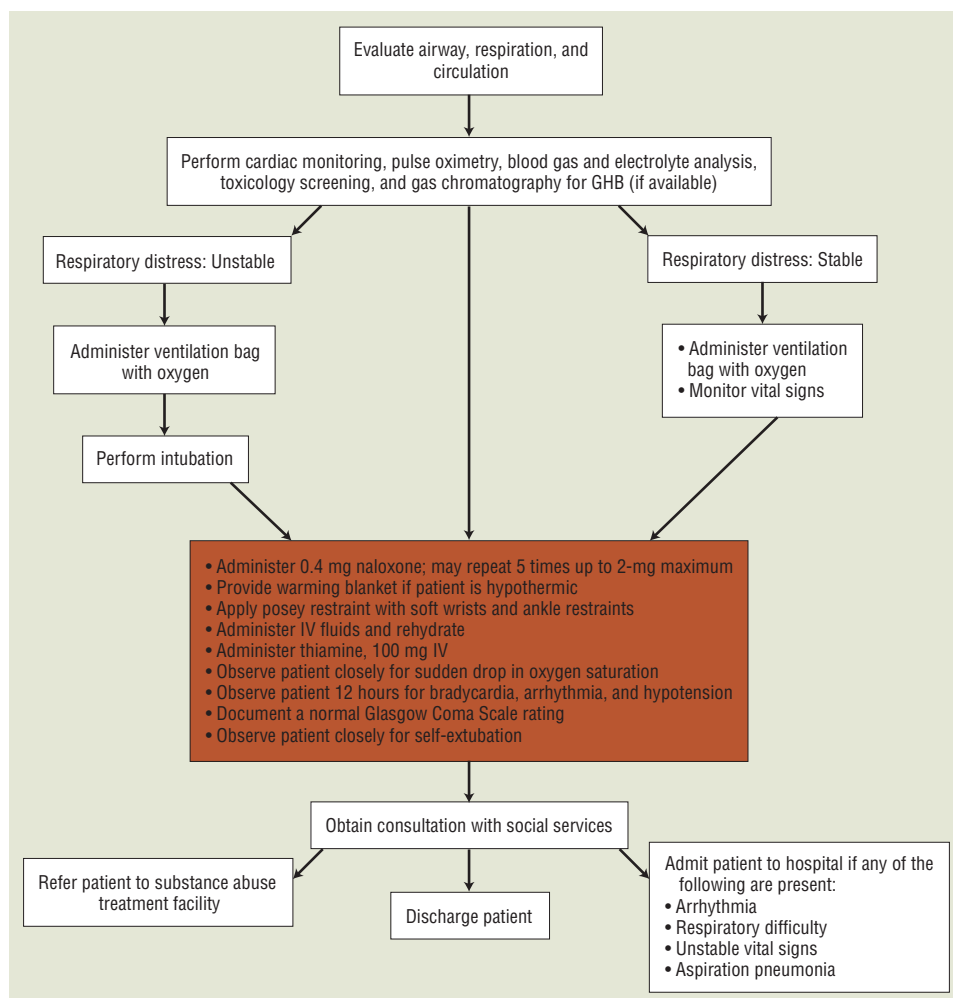 Evaluate airway, respiration, and
circulation
Perform cardiac monitoring, pulse oximetry, blood gas and electrolyte analysis,
toxicology screening, and gas chromatography for GHB (if available)
Respiratory distress: Unstable
Respiratory distress: Stable
Administer ventilation bag
with oxygen
• Administer ventilation
bag with oxygen
• Monitor vital signs
Perform intubation
• Administer 0.4 mg naloxone; may repeat 5 times up to 2-mg maximum
• Provide warming blanket if patient is hypothermic
• Apply posey restraint with soft wrists and ankle restraints
• Administer IV fluids and rehydrate
• Administer thiamine, 100 mg IV
• Observe patient closely for sudden drop in oxygen saturation
• Observe patient 12 hours for bradycardia, arrhythmia, and hypotension
• Document a normal Glasgow Coma Scale rating
• Observe patient closely for self-extubation
Obtain consultation with social services
Refer patient to substance abuse
treatment facility
Discharge patient
Admit patient to hospital if any of the
following are present:
• Arrhythmia
• Respiratory difficulty
• Unstable vital signs
• Aspiration pneumonia